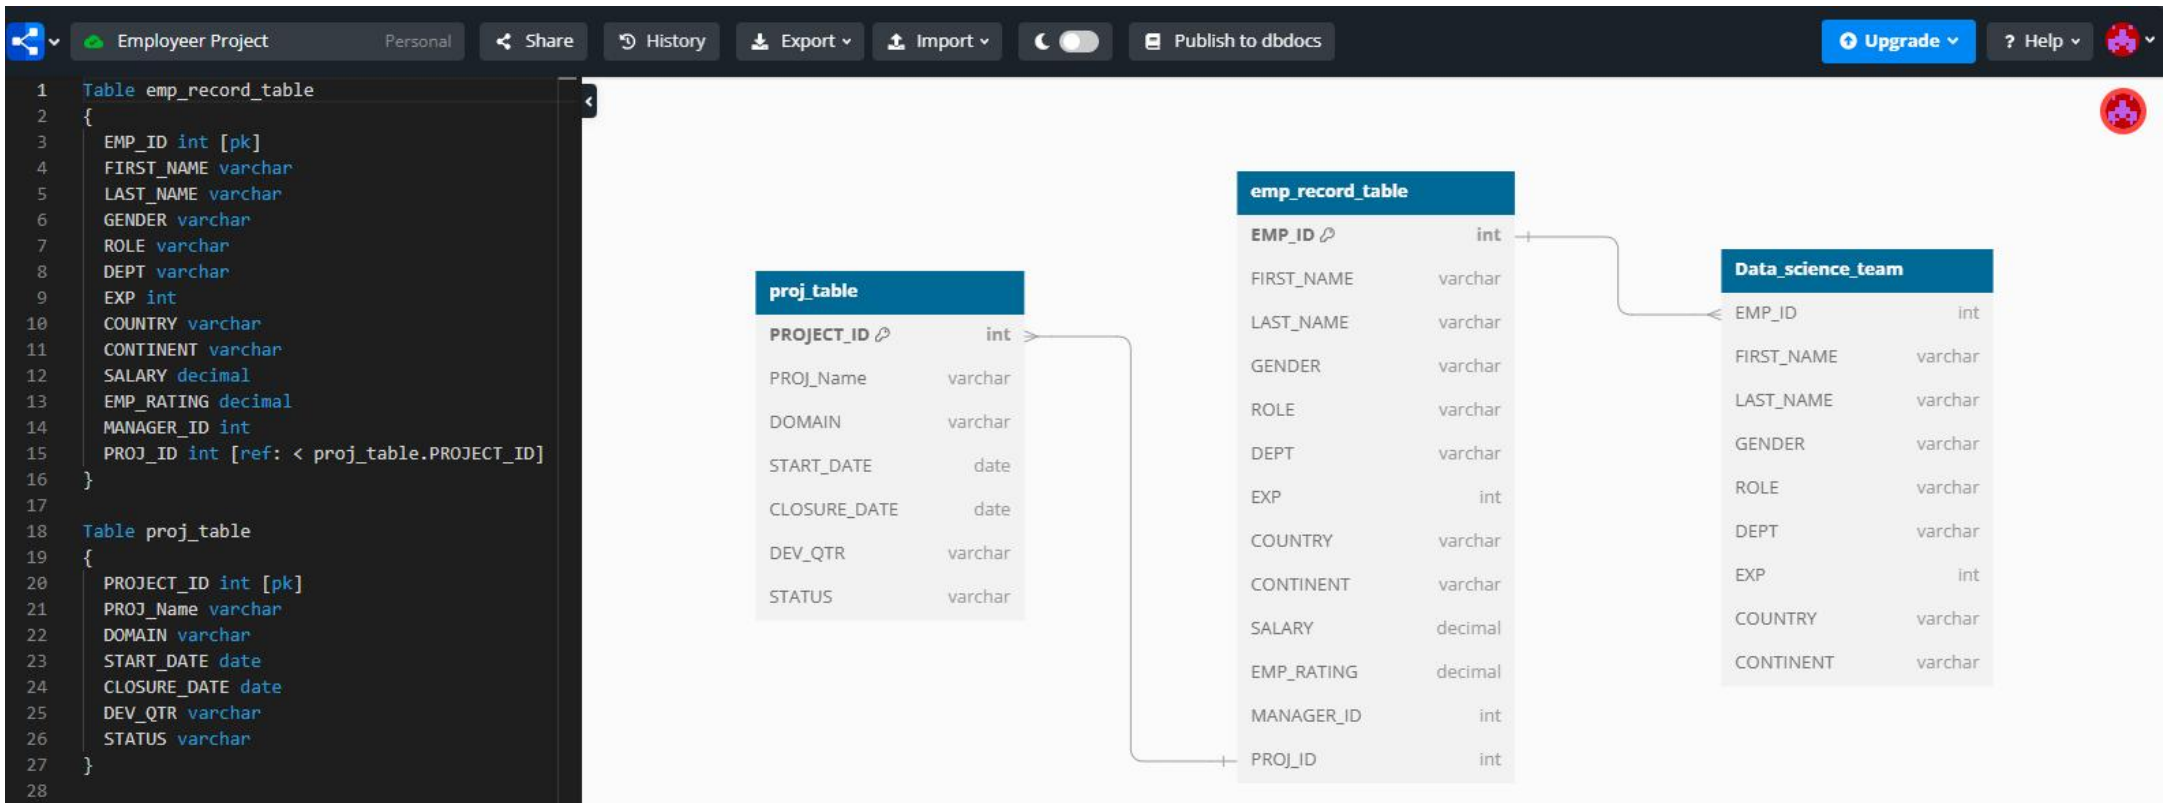 Employeer Project Personal Share History Export Import Publish to dbdocs Upgrade ? Help
1 Table emp_record_table
2 {
3 EMP_ID int [pk]
4 FIRST_NAME varchar
5 LAST_NAME varchar
6 GENDER varchar
7 ROLE varchar
8 DEPT varchar
9 EXP int
10 COUNTRY varchar
11 CONTINENT varchar
12 SALARY decimal
13 EMP_RATING decimal
14 MANAGER_ID int
15 PROJ_ID int [ref: < proj_table.PROJECT_ID]
16 }
17
18 Table proj_table
19 {
20 PROJECT_ID int [pk]
21 PROJ_Name varchar
22 DOMAIN varchar
23 START_DATE date
24 CLOSURE_DATE date
25 DEV_QTR varchar
26 STATUS varchar
27 }
28
proj_table
PROJECT_ID int
PROJ_Name varchar
DOMAIN varchar
START_DATE date
CLOSURE_DATE date
DEV_QTR varchar
STATUS varchar
emp_record_table
EMP_ID int
FIRST_NAME varchar
LAST_NAME varchar
GENDER varchar
ROLE varchar
DEPT varchar
EXP int
COUNTRY varchar
CONTINENT varchar
SALARY decimal
EMP_RATING decimal
MANAGER_ID int
PROJ_ID int
Data_science_team
EMP_ID int
FIRST_NAME varchar
LAST_NAME varchar
GENDER varchar
ROLE varchar
DEPT varchar
EXP int
COUNTRY varchar
CONTINENT varchar